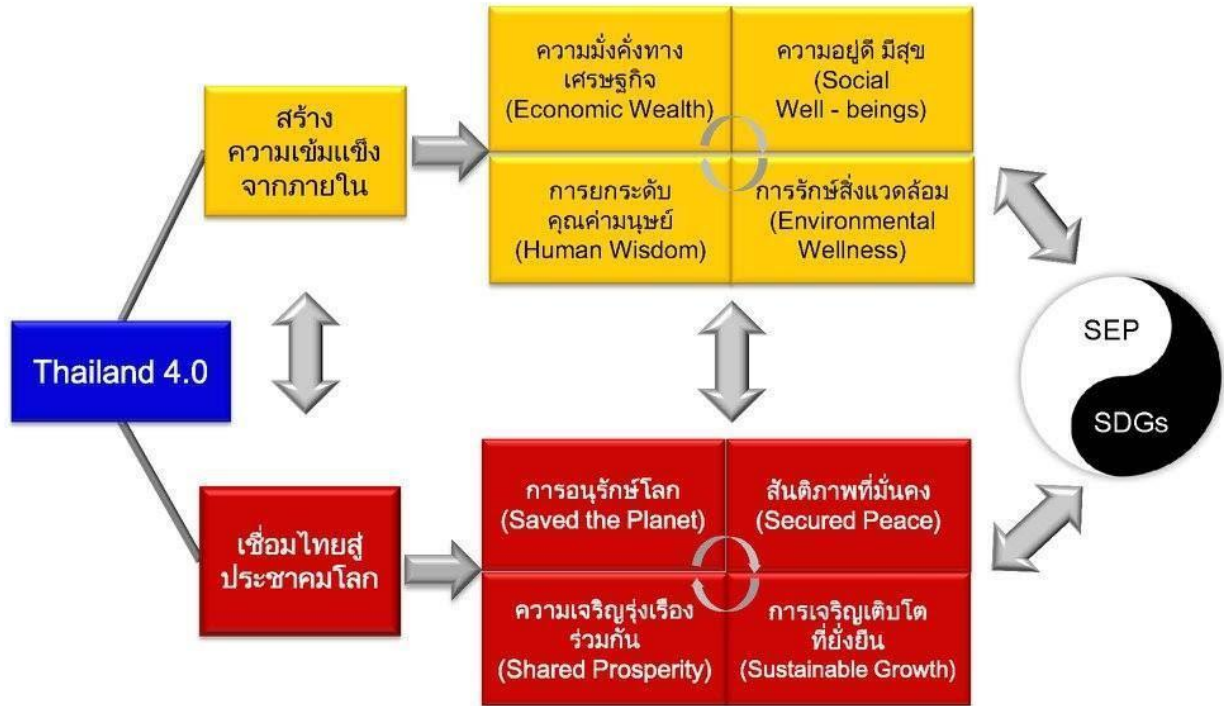 Thailand 4.0
สร้าง
ความเข้มแข็ง
จากภายใน
ความมั่งคั่งทาง
เศรษฐกิจ
(Economic Wealth)
ความอยู่ดี มีสุข
(Social
Well - beings)
การยกระดับ
คุณค่ามนุษย์
(Human Wisdom)
การรักษ์สิ่งแวดล้อม
(Environmental
Wellness)
เชื่อมไทยสู่
ประชาคมโลก
การอนุรักษ์โลก
(Saved the Planet)
สันติภาพที่มั่นคง
(Secured Peace)
ความเจริญรุ่งเรือง
ร่วมกัน
(Shared Prosperity)
การเจริญเติบโต
ที่ยั่งยืน
(Sustainable Growth)
SEP
SDGs